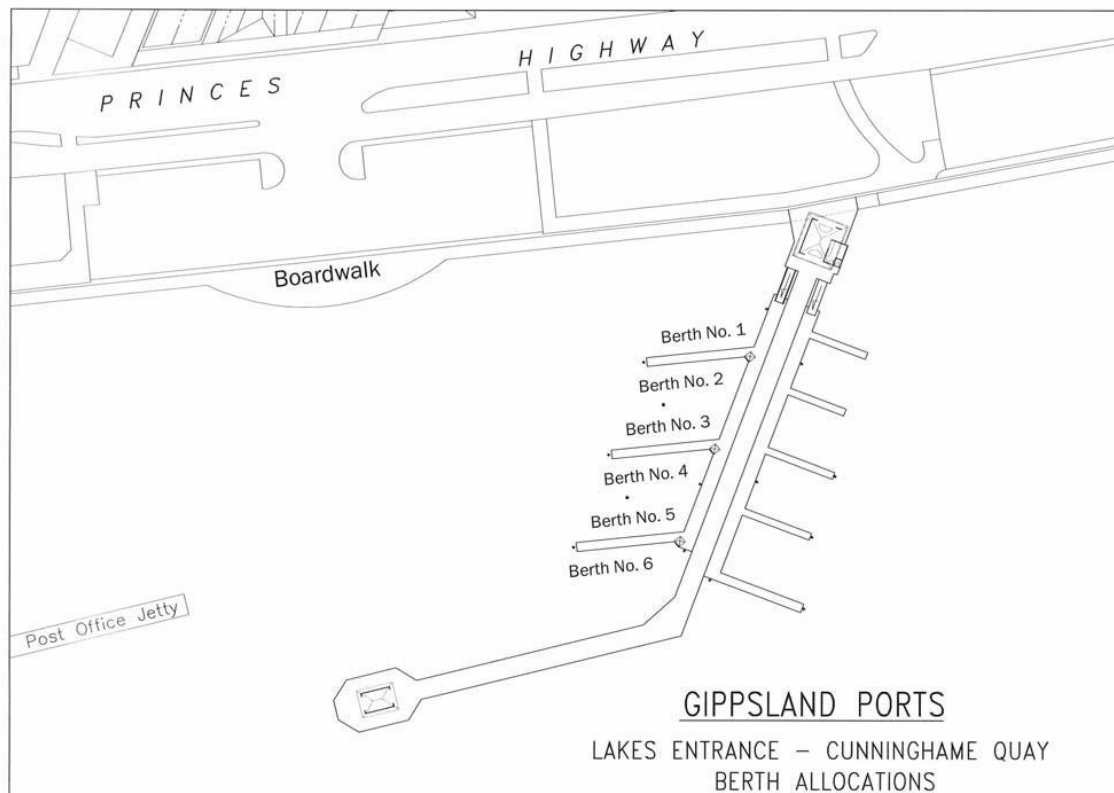 PRINCES HIGHWAY
Boardwalk
Berth No. 1
Berth No. 2
Berth No. 3
Berth No. 4
Berth No. 5
Berth No. 6
Post Office Jetty
GIPPSLAND PORTS
LAKES ENTRANCE – CUNNINGHAME QUAY
BERTH ALLOCATIONS